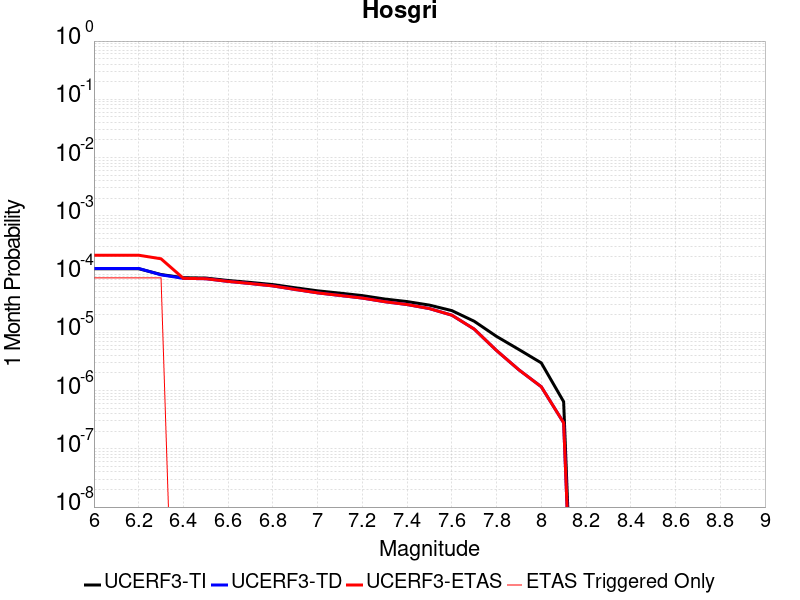 Hosgri
10^0
10^-1
10^-2
10^-3
10^-4
10^-5
10^-6
10^-7
10^-8
1 Month Probability
6 6.2 6.4 6.6 6.8 7 7.2 7.4 7.6 7.8 8 8.2 8.4 8.6 8.8 9
Magnitude
UCERF3-TI UCERF3-TD UCERF3-ETAS ETAS Triggered Only